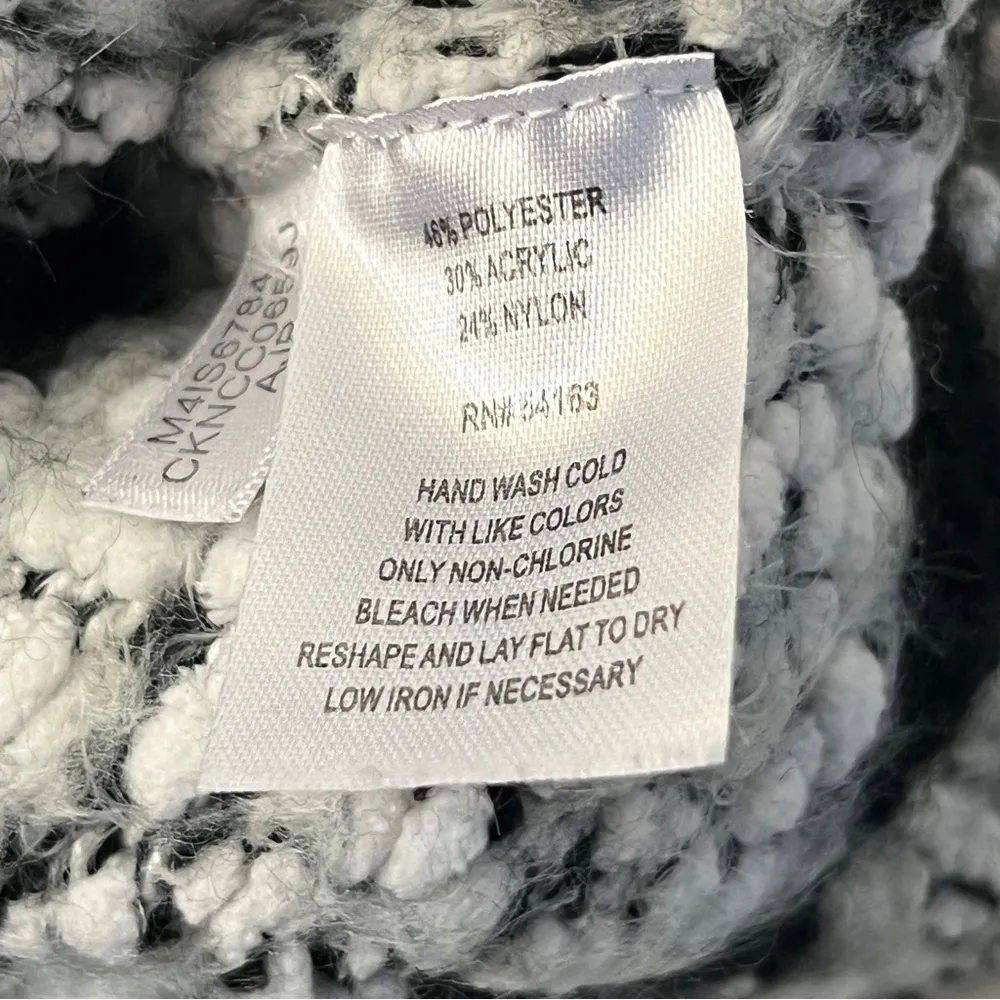 46% POLYESTER
30% ACRYLIC
24% NYLON
RN# 54163
HAND WASH COLD
WITH LIKE COLORS
ONLY NON-CHLORINE
BLEACH WHEN NEEDED
RESHAPE AND LAY FLAT TO DRY
LOW IRON IF NECESSARY
M4IS6784